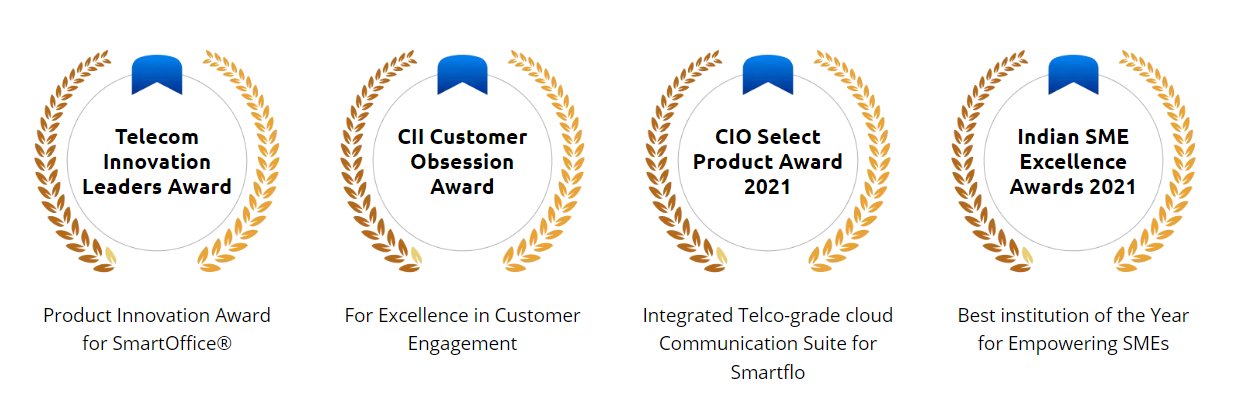 Telecom
Innovation
Leaders Award
Product Innovation Award
for SmartOffice®
CII Customer
Obsession
Award
For Excellence in Customer
Engagement
CIO Select
Product Award
2021
Integrated Telco-grade cloud
Communication Suite for
Smartflo
Indian SME
Excellence
Awards 2021
Best institution of the Year
for Empowering SMEs